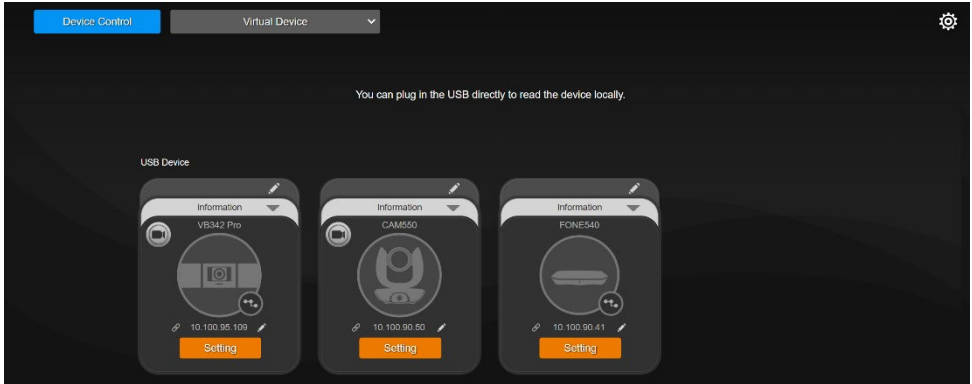 Device Control
Virtual Device
You can plug in the USB directly to read the device locally.
USB Device
Information
VB342 Pro
10.100.95.109
Setting
Information
CAM550
10.100.90.50
Setting
Information
FONE540
10.100.90.41
Setting